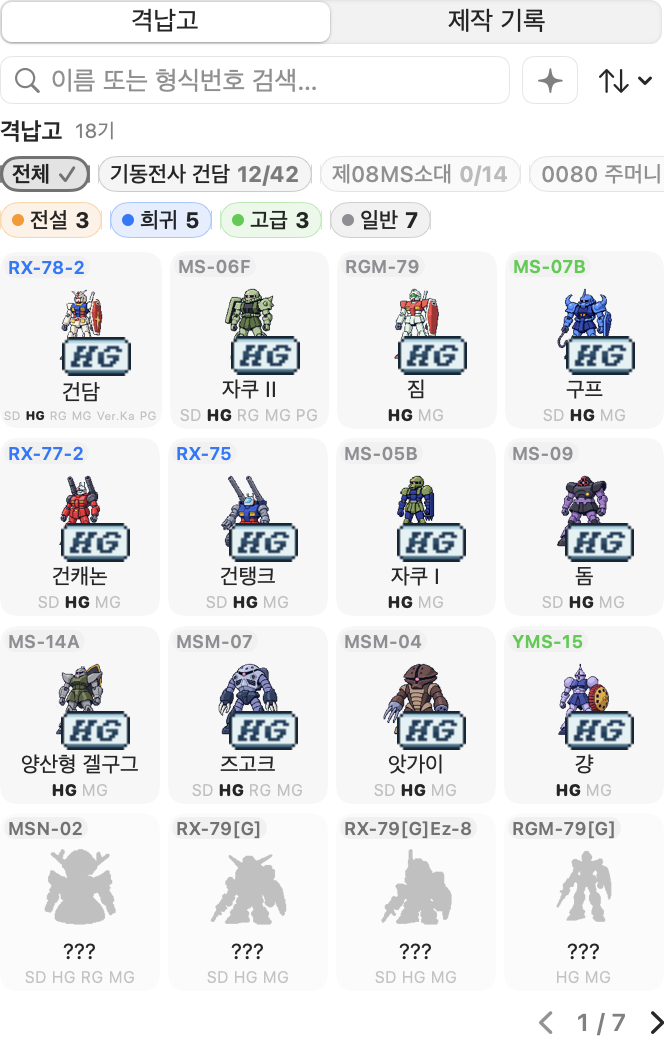 격납고 제작 기록
이름 또는 형식번호 검색...
격납고 18기
전체 기동전사 건담 12/42 제08MS소대 0/14 0080 주머니
전설 3 희귀 5 고급 3 일반 7
RX-78-2 MS-06F RGM-79 MS-07B
HG HG HG HG
건담 자쿠 II 짐 구프
SD HG RG MG Ver.Ka PG SD HG RG MG PG HG MG SD HG MG
RX-77-2 RX-75 MS-05B MS-09
HG HG HG HG
건캐논 건탱크 자쿠 I 돔
SD HG MG SD HG MG HG MG SD HG MG
MS-14A MSM-07 MSM-04 YMS-15
HG HG HG HG
양산형 겔구그 즈고크 앗가이 걍
HG MG SD HG RG MG SD HG MG HG MG
MSN-02 RX-79[G] RX-79[G]Ez-8 RGM-79[G]
??? ??? ??? ???
SD HG RG MG SD HG MG SD HG MG HG MG
1 / 7